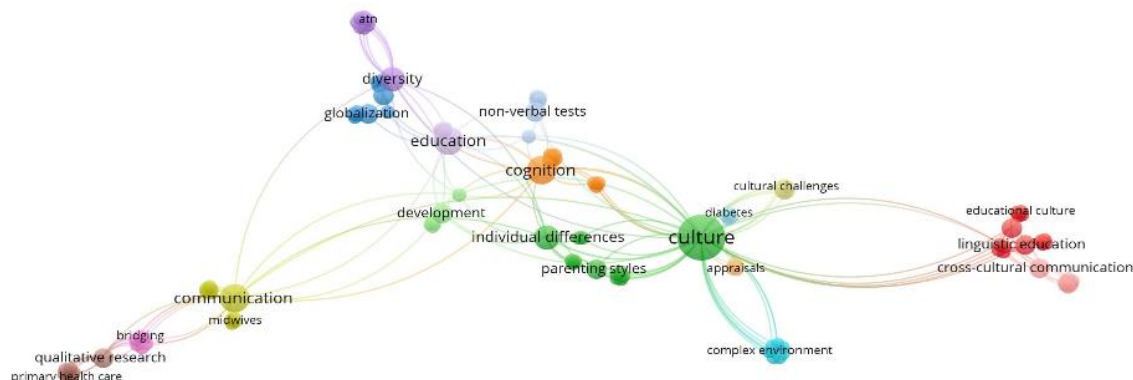 atn
diversity
globalization
non-verbal tests
education
cognition
cultural challenges
development
diabetes
educational culture
individual differences
culture
linguistic education
parenting styles
appraisals
cross-cultural communication
communication
midwives
bridging
complex environment
qualitative research
primary health care